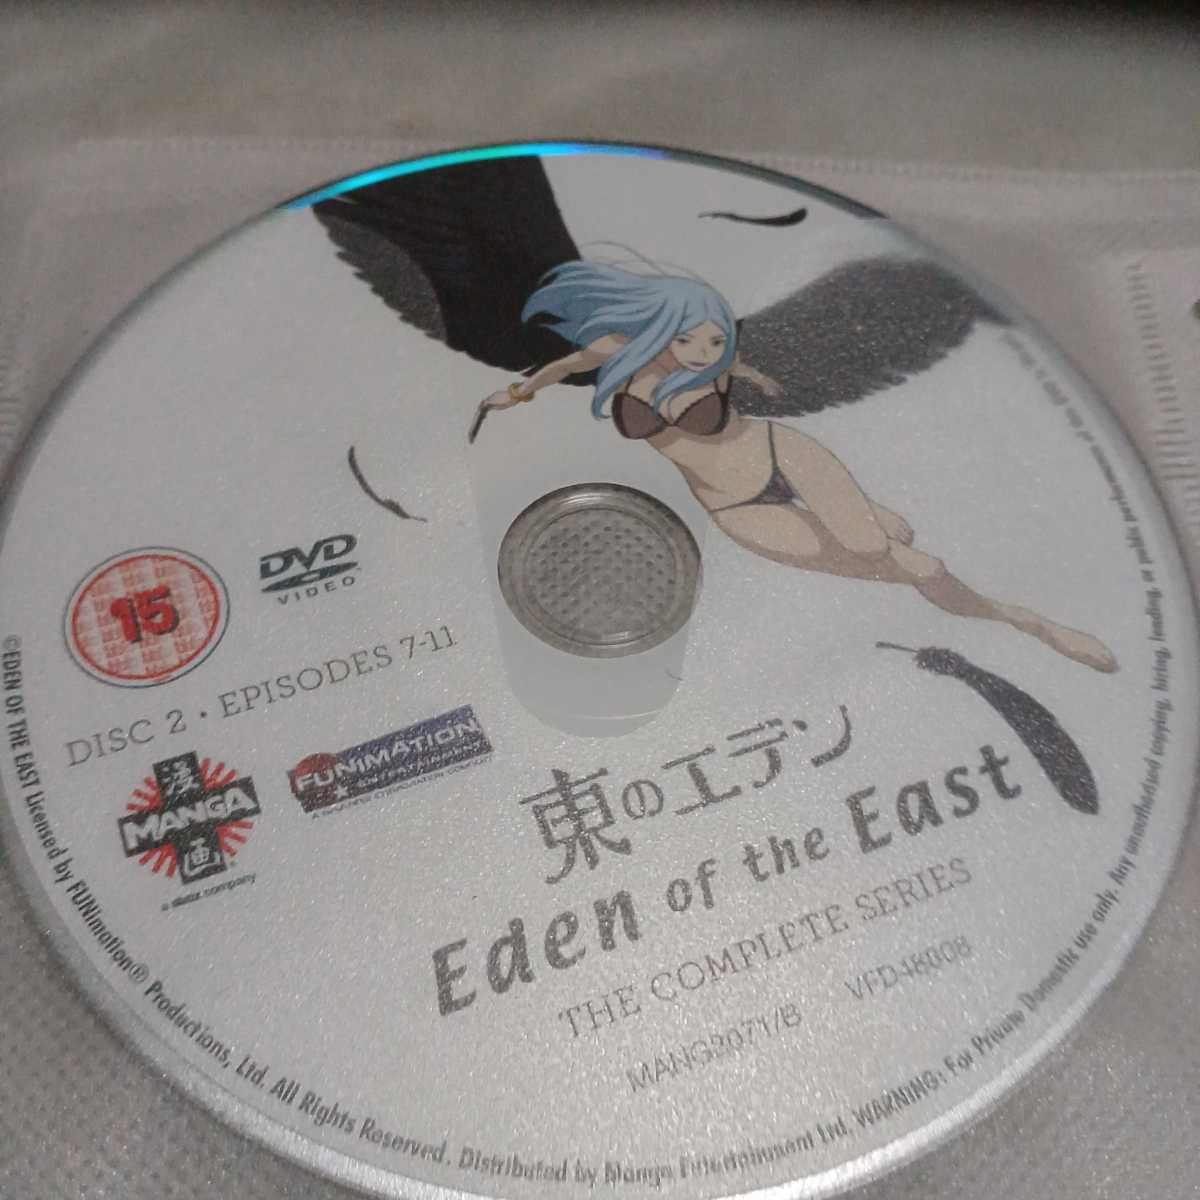 15
DVD
VIDEO
DISC 2 • EPISODES 7-11
漫
MANGA
画
FUNIMATION
東のエデン
Eden of the East
THE COMPLETE SERIES
MANG2071/B VFD48008
©EDEN OF THE EAST Licensed by FUNimation® Productions, Ltd. All Rights Reserved. Distributed by Manga Entertainment Ltd. WARNING: For Private Domestic use only. Any unauthorised copying, hiring, lending, or public performance of this